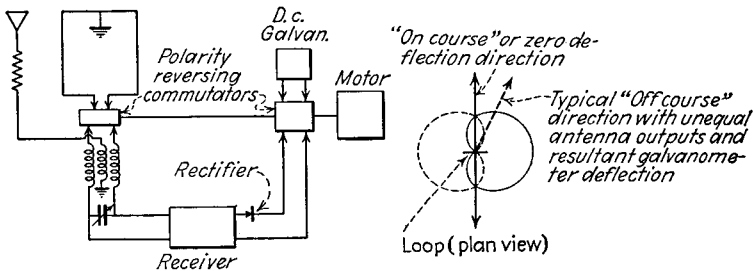 D.c.
Galvan.
Polarity
reversing
commutators
Motor
Rectifier
Receiver
"On course" or zero de-
flection direction
Typical "Off course"
direction with unequal
antenna outputs and
resultant galvanome-
ter deflection
Loop (plan view)